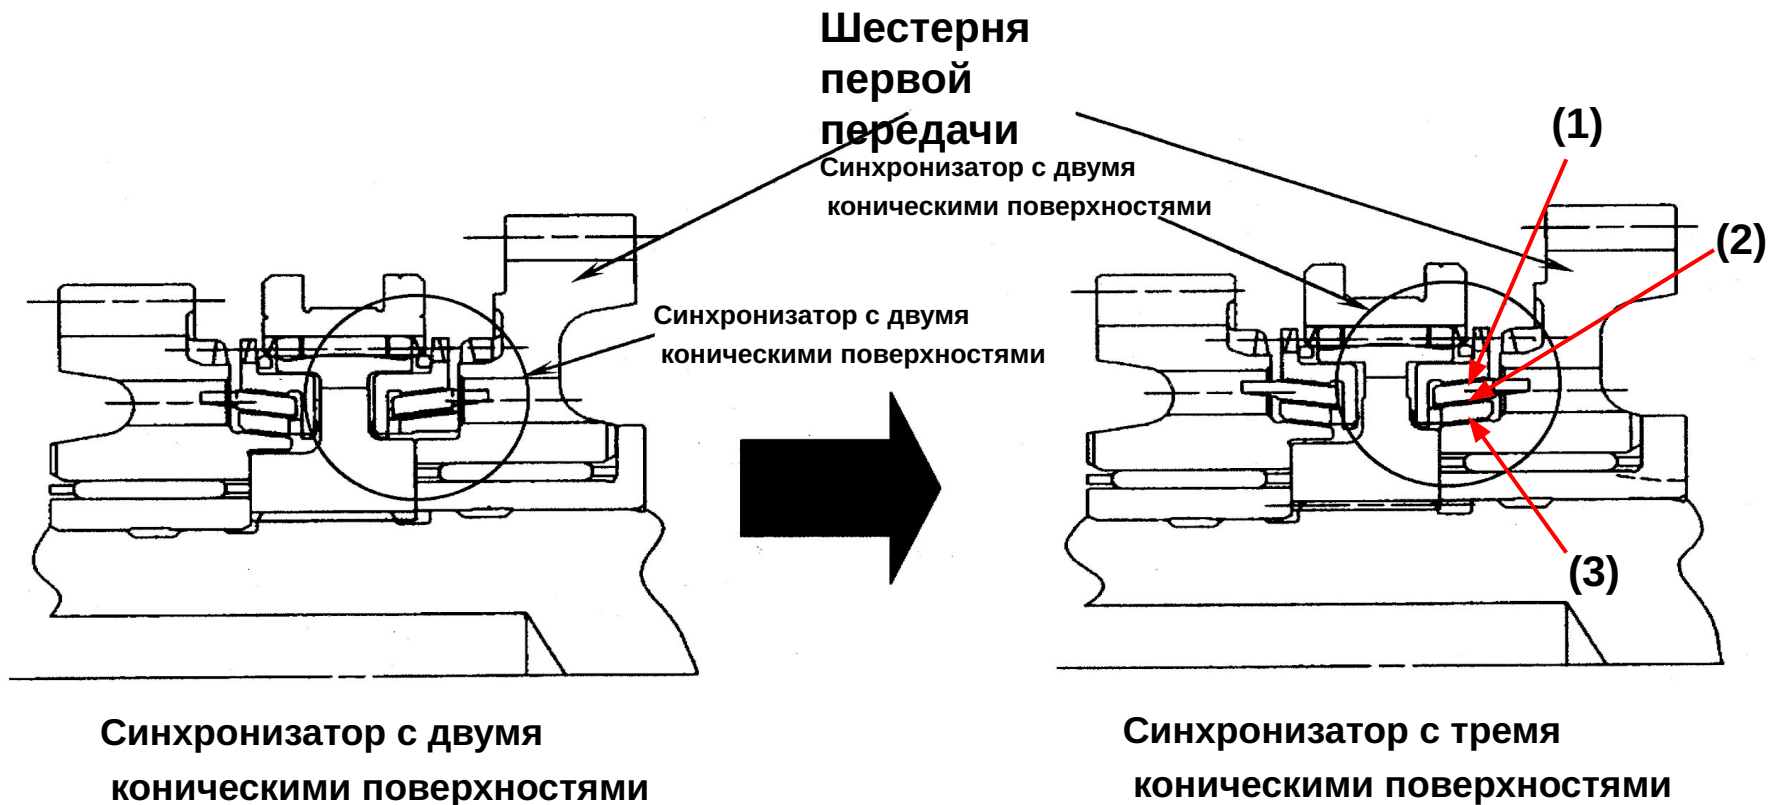 Шестерня
первой
передачи
(1)
Синхронизатор с двумя
коническими поверхностями
(2)
Синхронизатор с двумя
коническими поверхностями
(3)
Синхронизатор с двумя
коническими поверхностями
Синхронизатор с тремя
коническими поверхностями